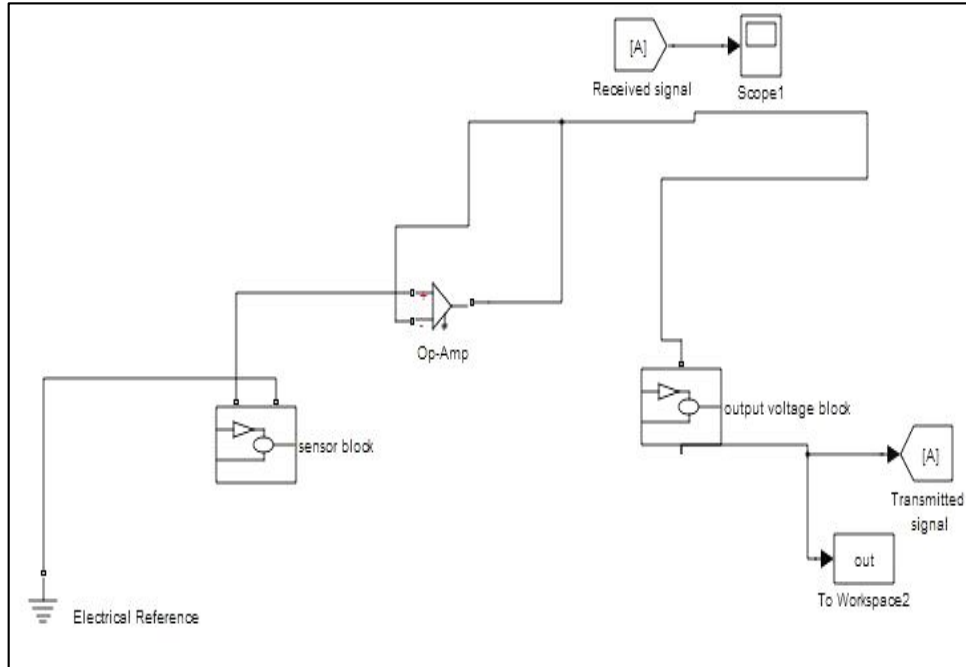 [A]
Received signal
Scope1
+
-
Op-Amp
sensor block
output voltage block
[A]
Transmitted
signal
out
To Workspace2
Electrical Reference